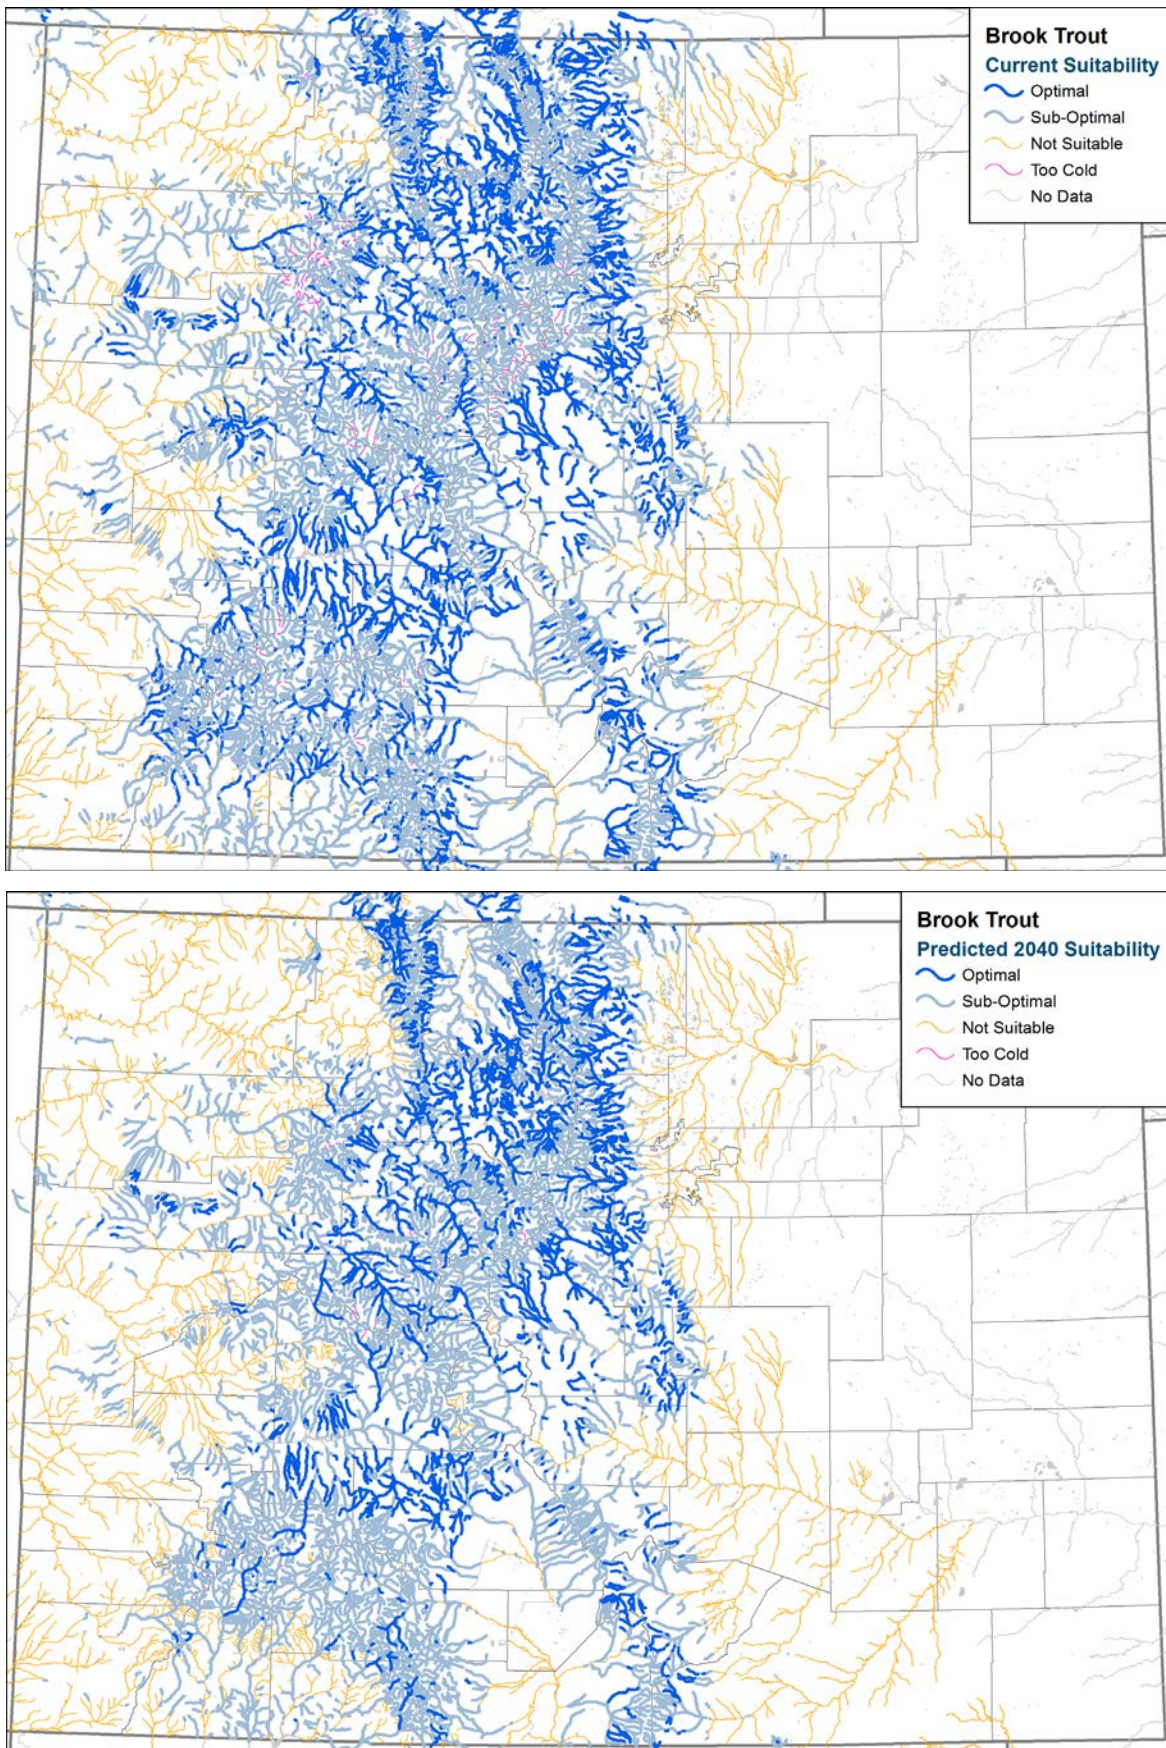 Brook Trout
Current Suitability
Optimal
Sub-Optimal
Not Suitable
Too Cold
No Data
Brook Trout
Predicted 2040 Suitability
Optimal
Sub-Optimal
Not Suitable
Too Cold
No Data